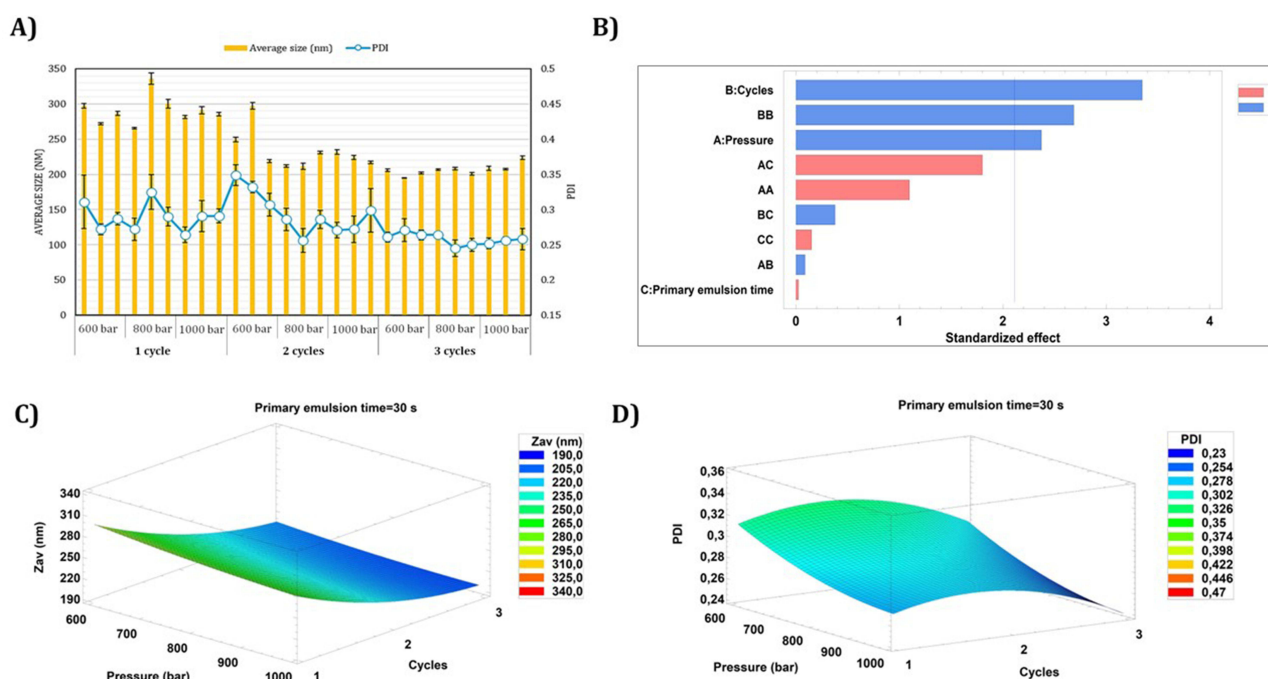 A)
Average size (nm) PDI
AVERAGE SIZE (NM)
350
300
250
200
150
100
50
0
0.5
0.45
0.4
0.35
0.3
0.25
0.2
0.15
PDI
600 bar 800 bar 1000 bar 600 bar 800 bar 1000 bar 600 bar 800 bar 1000 bar
1 cycle 2 cycles 3 cycles
B)
B:Cycles
BB
A:Pressure
AC
AA
BC
CC
AB
C:Primary emulsion time
0 1 2 3 4
Standardized effect
C)
Primary emulsion time=30 s
Zav (nm)
340
310
280
250
220
190
600
700
800
900
1000
Pressure (bar)
1
2
3
Cycles
Zav (nm)
190,0
205,0
220,0
235,0
250,0
265,0
280,0
295,0
310,0
325,0
340,0
D)
Primary emulsion time=30 s
PDI
0,36
0,34
0,32
0,3
0,28
0,26
0,24
600
700
800
900
1000
Pressure (bar)
1
2
3
Cycles
PDI
0,23
0,254
0,278
0,302
0,326
0,35
0,374
0,398
0,422
0,446
0,47